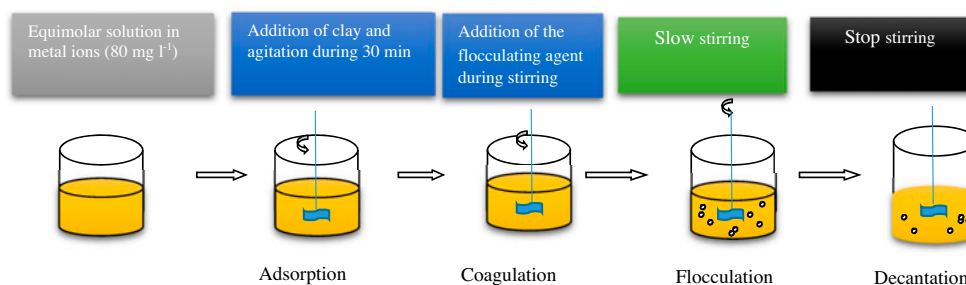 Equimolar solution in
metal ions (80 mg l⁻¹)
Addition of clay and
agitation during 30 min
Addition of the
flocculating agent
during stirring
Slow stirring
Stop stirring
Adsorption
Coagulation
Flocculation
Decantation